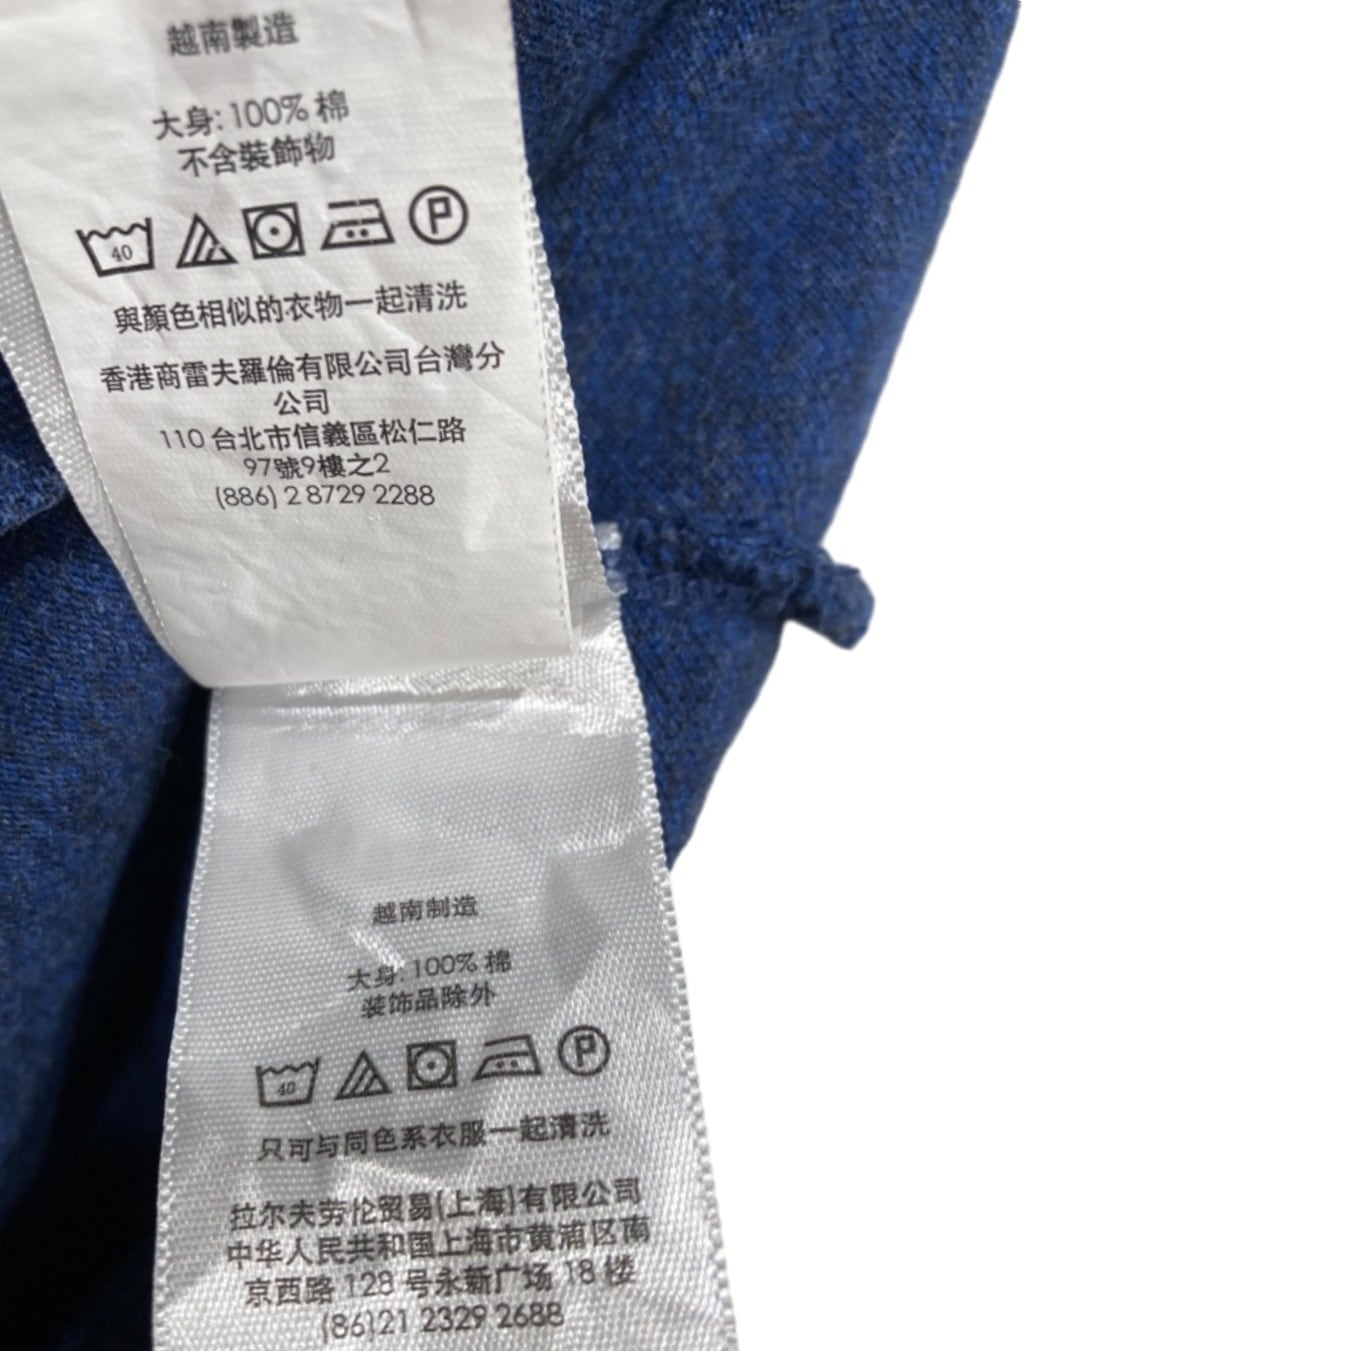 越南製造
大身: 100% 棉
不含裝飾物
40 P
與顏色相似的衣物一起清洗
香港商雷夫羅倫有限公司台灣分
公司
110 台北市信義區松仁路
97號9樓之2
(886) 2 8729 2288
越南制造
大身: 100% 棉
装饰品除外
40 P
只可与同色系衣服一起清洗
拉尔夫劳伦贸易(上海)有限公司
中华人民共和国上海市黄浦区南
京西路 128 号永新广场 18 楼
(86)21 2329 2688